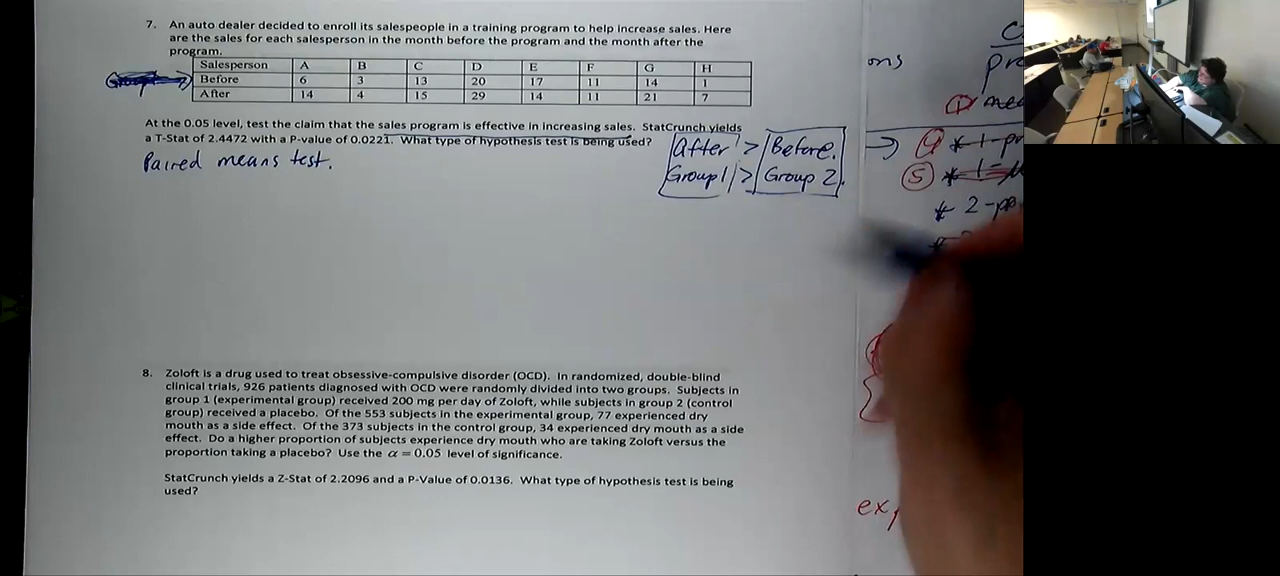 7. An auto dealer decided to enroll its salespeople in a training program to help increase sales. Here
are the sales for each salesperson in the month before the program and the month after the
program.
Salesperson A B C D E F G H
Before 6 3 13 20 17 11 14 1
After 14 4 15 29 14 11 21 7
At the 0.05 level, test the claim that the sales program is effective in increasing sales. StatCrunch yields
a T-Stat of 2.4472 with a P-value of 0.0221. What type of hypothesis test is being used?
Paired means test.
After > Before.
Group 1 > Group 2.
8. Zoloft is a drug used to treat obsessive-compulsive disorder (OCD). In randomized, double-blind
clinical trials, 926 patients diagnosed with OCD were randomly divided into two groups. Subjects in
group 1 (experimental group) received 200 mg per day of Zoloft, while subjects in group 2 (control
group) received a placebo. Of the 553 subjects in the experimental group, 77 experienced dry
mouth as a side effect. Of the 373 subjects in the control group, 34 experienced dry mouth as a side
effect. Do a higher proportion of subjects experience dry mouth who are taking Zoloft versus the
proportion taking a placebo? Use the α = 0.05 level of significance.
StatCrunch yields a Z-Stat of 2.2096 and a P-Value of 0.0136. What type of hypothesis test is being
used?
ons
① mea
④ * 1-pr
⑤
* 2-pr
ex